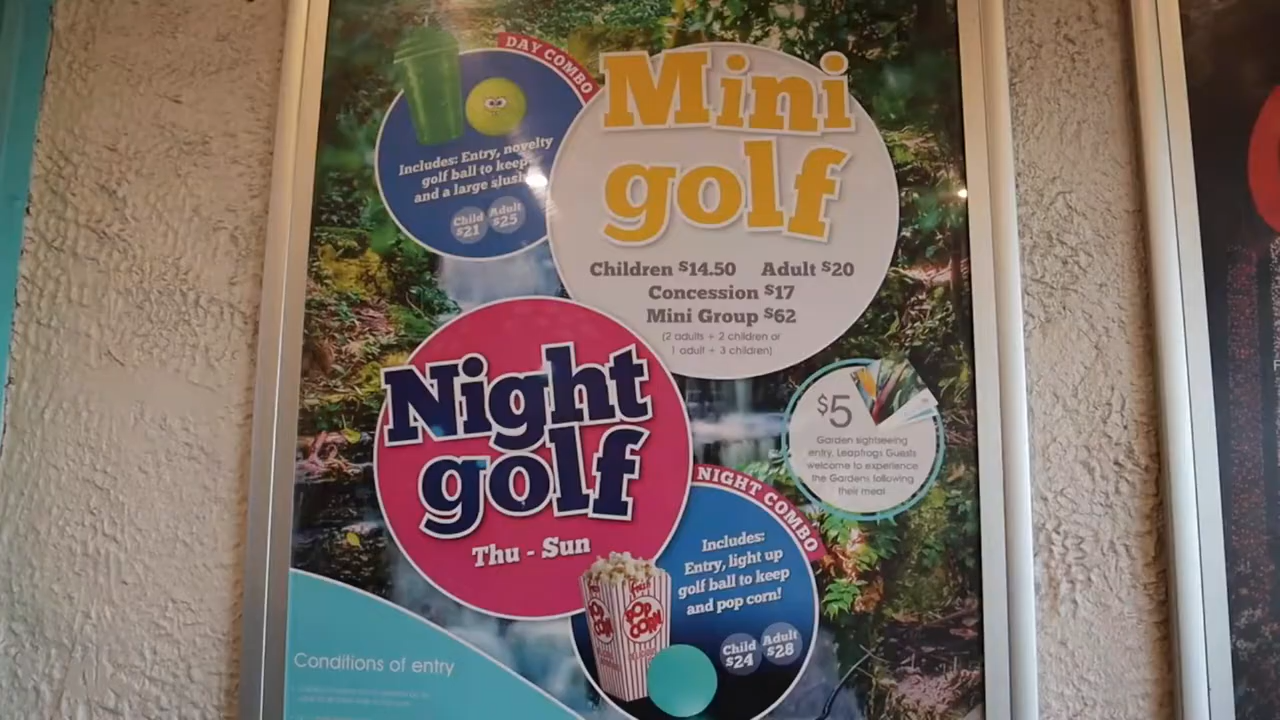 DAY COMBO
Includes: Entry, novelty
golf ball to keep
and a large slush
Child
$21
Adult
$25
Mini
golf
Children $14.50 Adult $20
Concession $17
Mini Group $62
(2 adults + 2 children or
1 adult + 3 children)
Night
golf
Thu - Sun
$5
Garden sightseeing
entry, Leapfrogs Guests
welcome to experience
the Gardens following
their meal
NIGHT COMBO
Includes:
Entry, light up
golf ball to keep
and pop corn!
Child
$24
Adult
$28
POP
CORN
POP
CORN
Conditions of entry